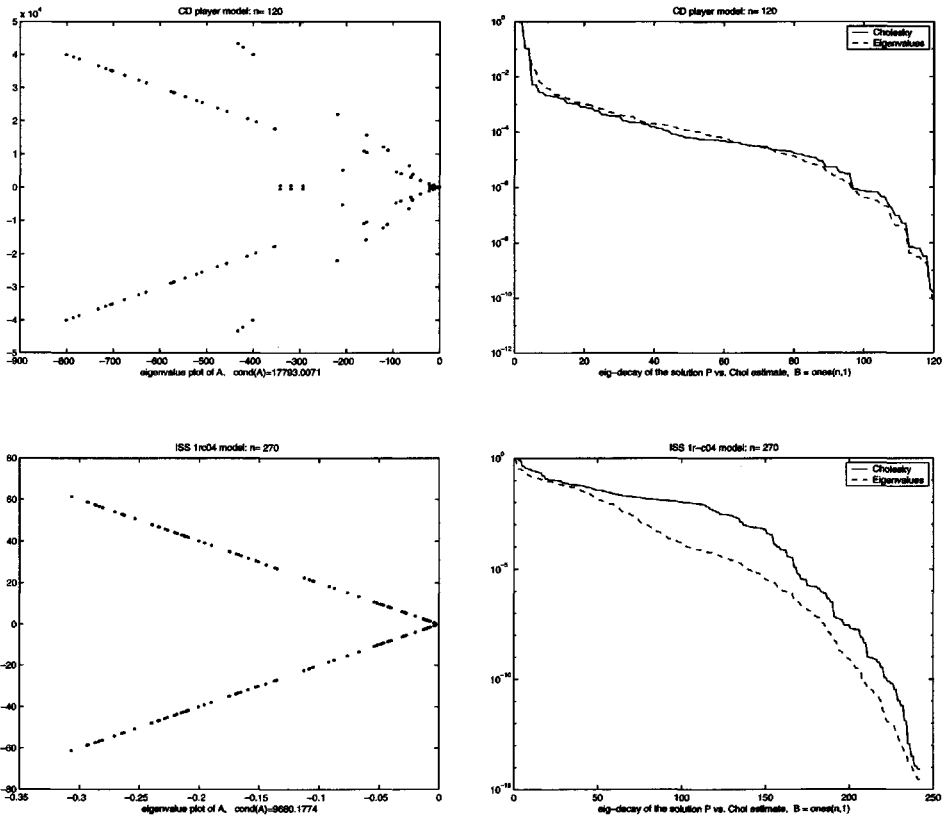 CD player model: n= 120
x 10^4
5
4
3
2
1
0
-1
-2
-3
-4
-5
-900 -800 -700 -600 -500 -400 -300 -200 -100 0
eigenvalue plot of A, cond(A)=17793.0071
CD player model: n= 120
Cholesky
Eigenvalues
10^0
10^-2
10^-4
10^-6
10^-8
10^-10
10^-12
0 20 40 60 80 100 120
eig-decay of the solution P vs. Chol estimate, B = ones(n,1)
ISS 1rc04 model: n= 270
80
60
40
20
0
-20
-40
-60
-80
-0.35 -0.3 -0.25 -0.2 -0.15 -0.1 -0.05 0
eigenvalue plot of A, cond(A)=9680.1774
ISS 1r-c04 model: n= 270
Cholesky
Eigenvalues
10^0
10^-5
10^-10
10^-15
0 50 100 150 200 250
eig-decay of the solution P vs. Chol estimate, B = ones(n,1)